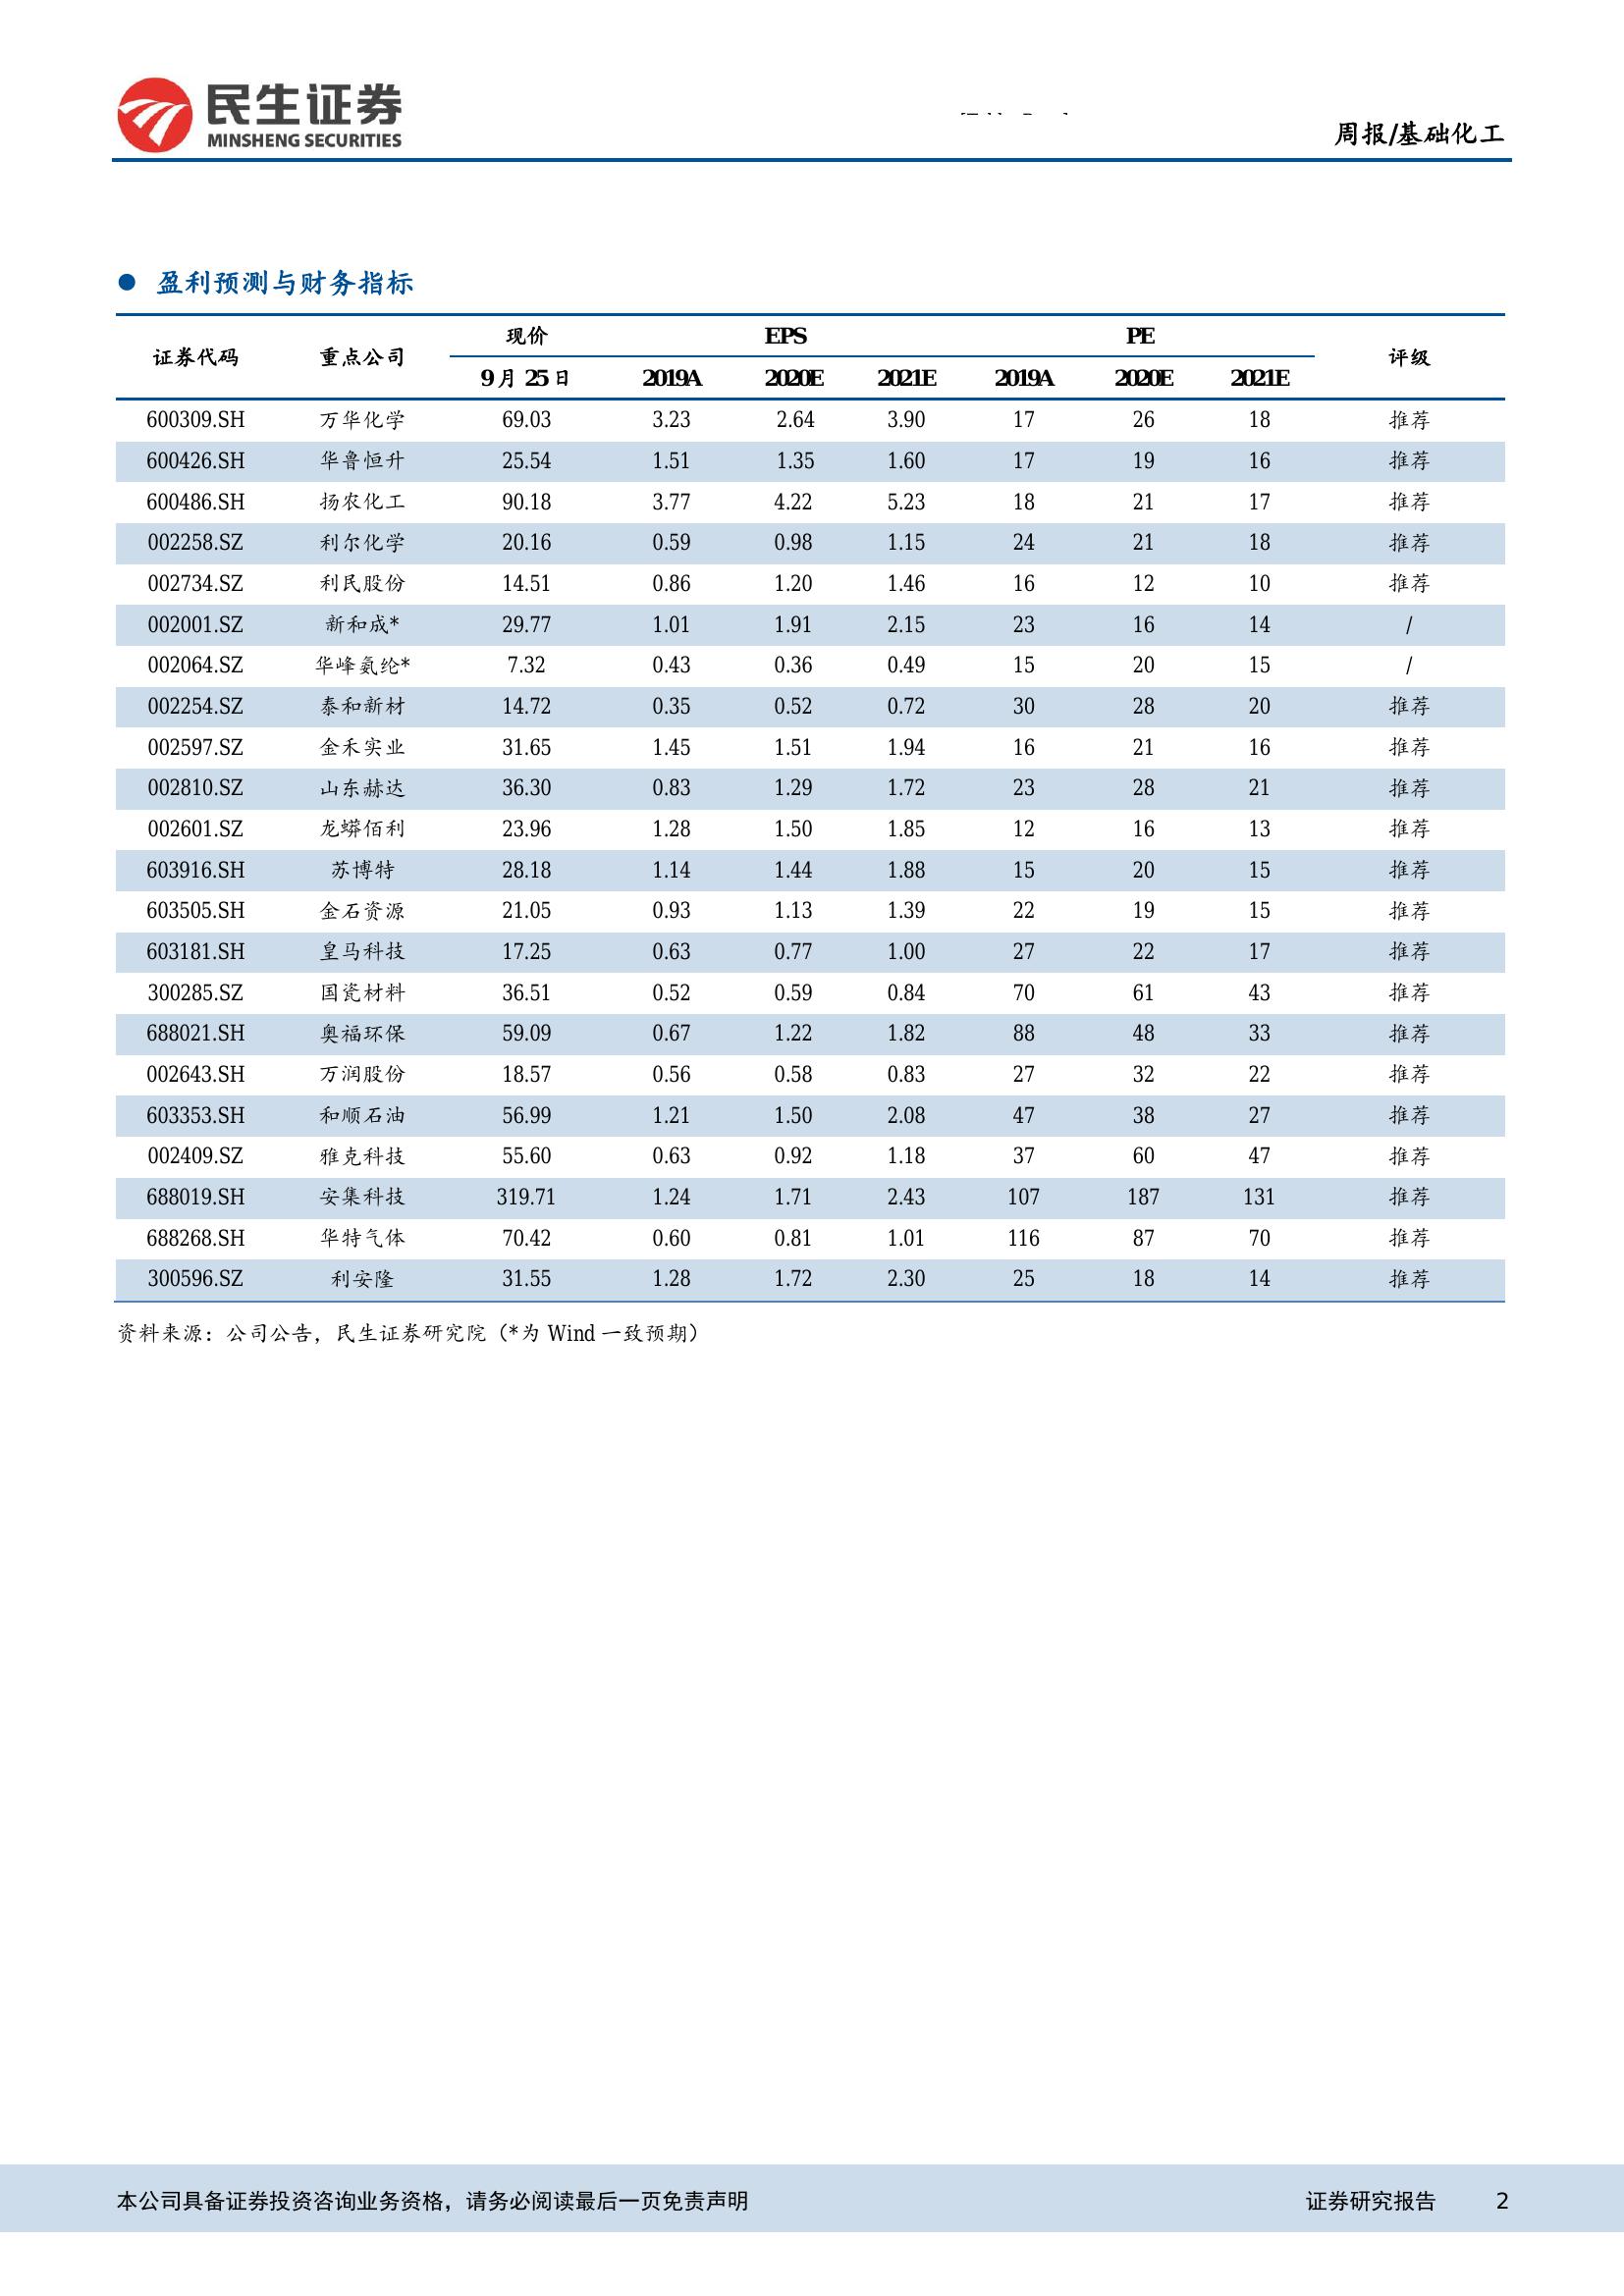 民生证券
MINSHENG SECURITIES
周报/基础化工
● 盈利预测与财务指标
证券代码 重点公司 现价 EPS PE 评级
9 月 25 日 2019A 2020E 2021E 2019A 2020E 2021E
600309.SH 万华化学 69.03 3.23 2.64 3.90 17 26 18 推荐
600426.SH 华鲁恒升 25.54 1.51 1.35 1.60 17 19 16 推荐
600486.SH 扬农化工 90.18 3.77 4.22 5.23 18 21 17 推荐
002258.SZ 利尔化学 20.16 0.59 0.98 1.15 24 21 18 推荐
002734.SZ 利民股份 14.51 0.86 1.20 1.46 16 12 10 推荐
002001.SZ 新和成* 29.77 1.01 1.91 2.15 23 16 14 /
002064.SZ 华峰氨纶* 7.32 0.43 0.36 0.49 15 20 15 /
002254.SZ 泰和新材 14.72 0.35 0.52 0.72 30 28 20 推荐
002597.SZ 金禾实业 31.65 1.45 1.51 1.94 16 21 16 推荐
002810.SZ 山东赫达 36.30 0.83 1.29 1.72 23 28 21 推荐
002601.SZ 龙蟒佰利 23.96 1.28 1.50 1.85 12 16 13 推荐
603916.SH 苏博特 28.18 1.14 1.44 1.88 15 20 15 推荐
603505.SH 金石资源 21.05 0.93 1.13 1.39 22 19 15 推荐
603181.SH 皇马科技 17.25 0.63 0.77 1.00 27 22 17 推荐
300285.SZ 国瓷材料 36.51 0.52 0.59 0.84 70 61 43 推荐
688021.SH 奥福环保 59.09 0.67 1.22 1.82 88 48 33 推荐
002643.SH 万润股份 18.57 0.56 0.58 0.83 27 32 22 推荐
603353.SH 和顺石油 56.99 1.21 1.50 2.08 47 38 27 推荐
002409.SZ 雅克科技 55.60 0.63 0.92 1.18 37 60 47 推荐
688019.SH 安集科技 319.71 1.24 1.71 2.43 107 187 131 推荐
688268.SH 华特气体 70.42 0.60 0.81 1.01 116 87 70 推荐
300596.SZ 利安隆 31.55 1.28 1.72 2.30 25 18 14 推荐
资料来源：公司公告，民生证券研究院（*为 Wind 一致预期）
本公司具备证券投资咨询业务资格，请务必阅读最后一页免责声明 证券研究报告 2